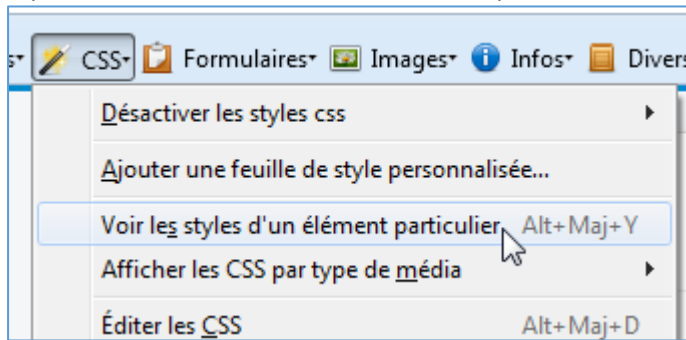 CSS Formulaires Images Infos Divers
Désactiver les styles css
Ajouter une feuille de style personnalisée...
Voir les styles d'un élément particulier Alt+Maj+Y
Afficher les CSS par type de média
Éditer les CSS Alt+Maj+D